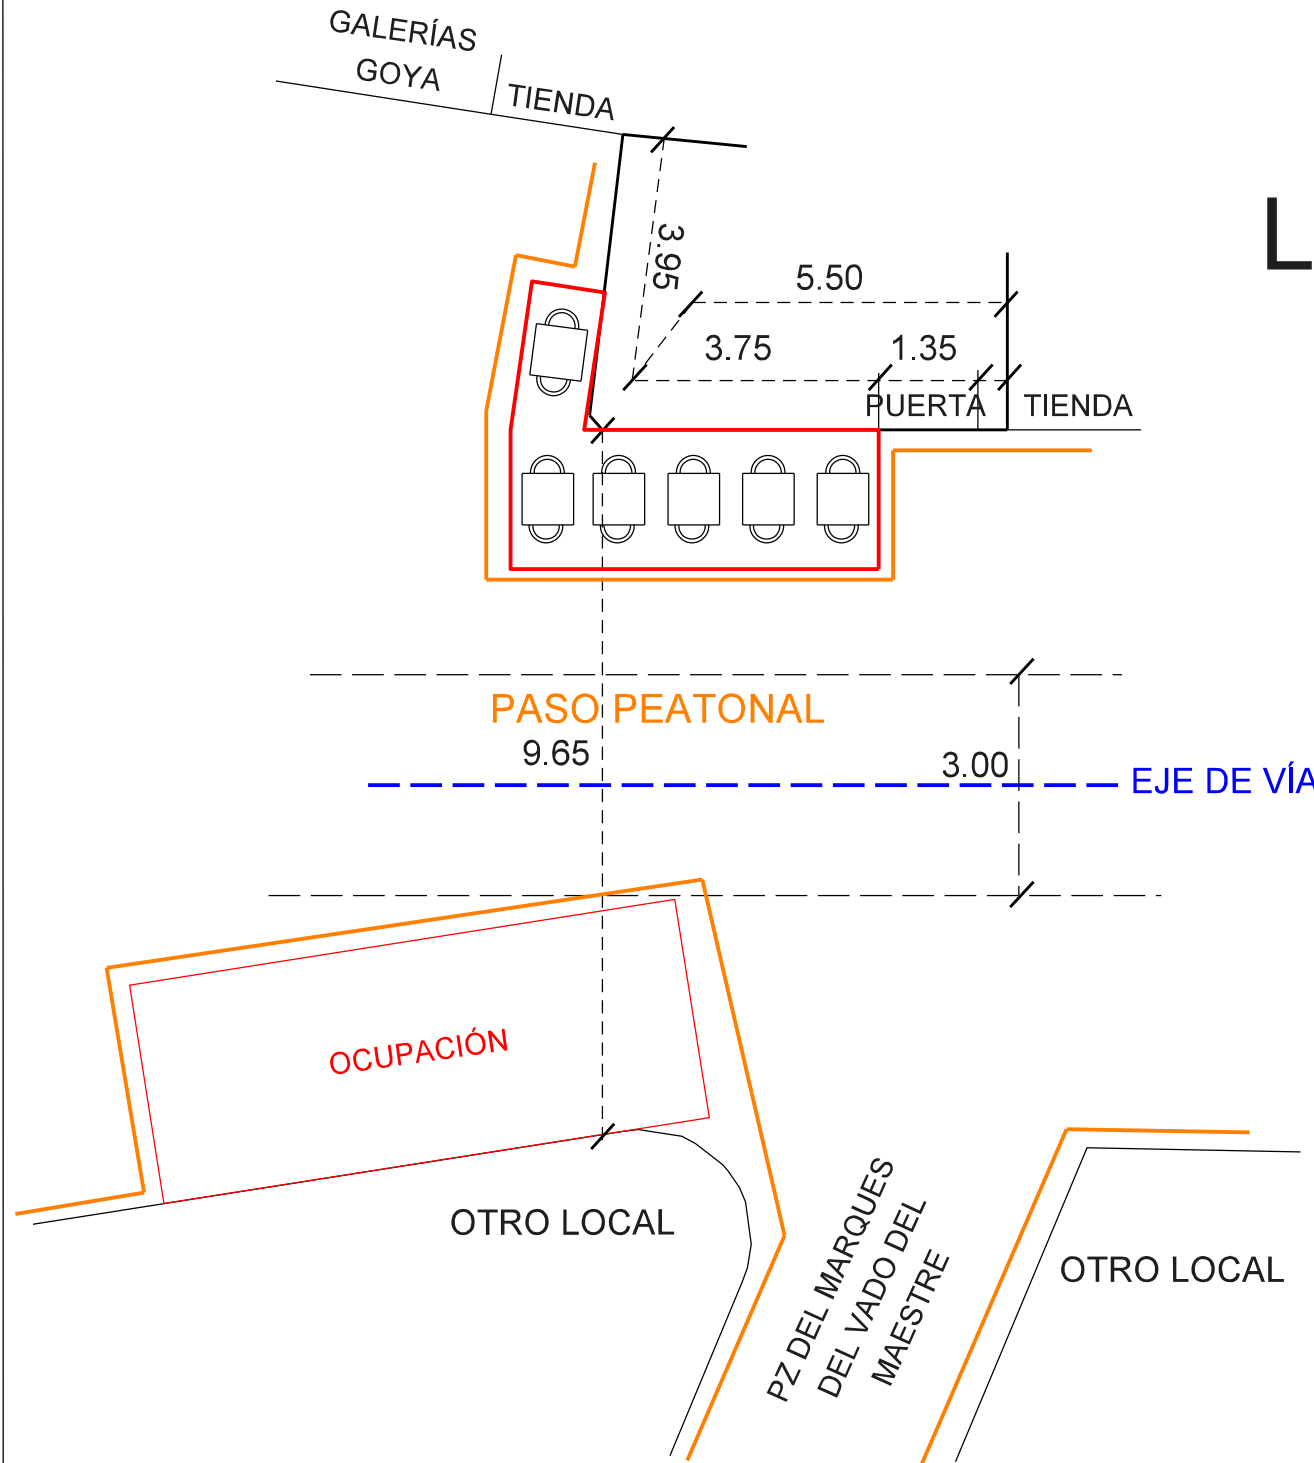 GALERÍAS
GOYA
TIENDA
L
3.95
5.50
3.75
1.35
PUERTA
TIENDA
PASO PEATONAL
9.65
3.00
EJE DE VÍA
OCUPACIÓN
OTRO LOCAL
PZ DEL MARQUES
DEL VADO DEL
MAESTRE
OTRO LOCAL